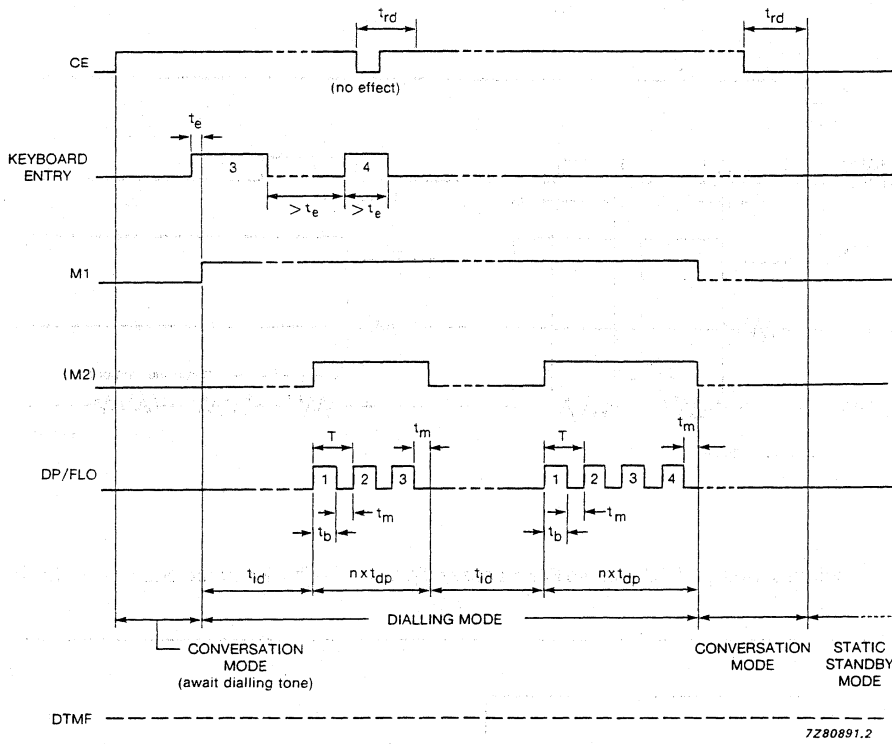 t_rd
t_rd
CE
(no effect)
t_e
KEYBOARD
ENTRY
3
4
> t_e
> t_e
M1
(M2)
t_m
t_m
T
T
DP/FLO
1 2 3
1 2 3 4
t_m
t_m
t_b
t_b
t_id
n x t_dp
t_id
n x t_dp
DIALLING MODE
CONVERSATION
MODE
(await dialling tone)
CONVERSATION
MODE
STATIC
STANDBY
MODE
DTMF
7Z80891.2